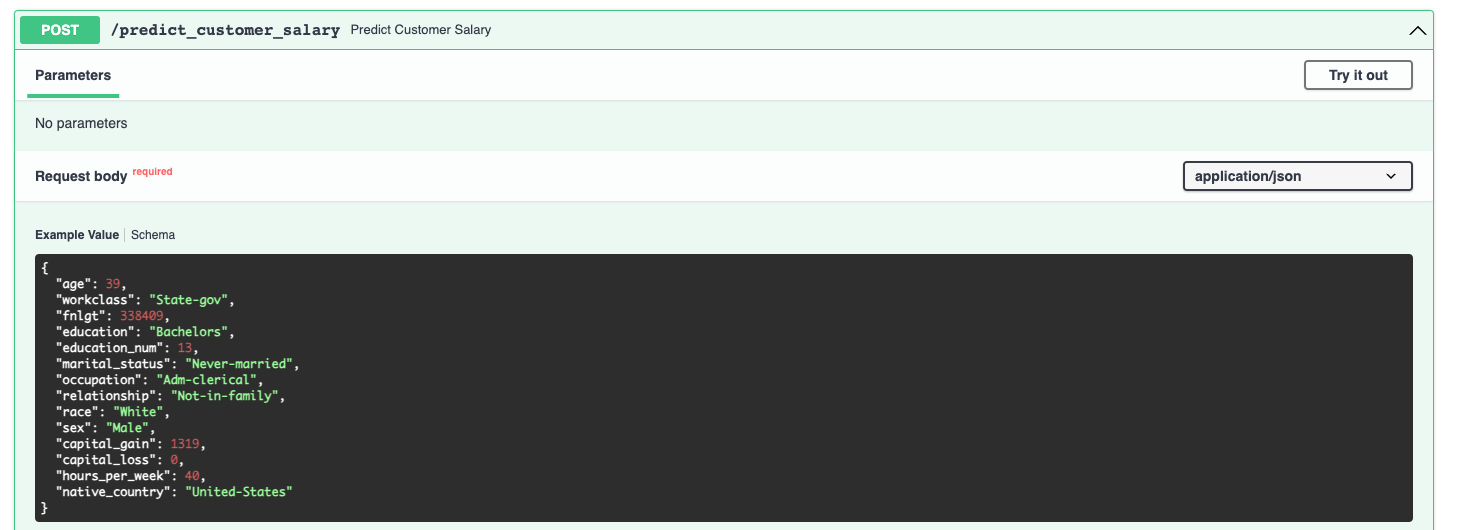 POST /predict_customer_salary Predict Customer Salary
Parameters Try it out
No parameters
Request body required application/json
Example Value Schema
{
"age": 39,
"workclass": "State-gov",
"fnlgt": 338409,
"education": "Bachelors",
"education_num": 13,
"marital_status": "Never-married",
"occupation": "Adm-clerical",
"relationship": "Not-in-family",
"race": "White",
"sex": "Male",
"capital_gain": 1319,
"capital_loss": 0,
"hours_per_week": 40,
"native_country": "United-States"
}